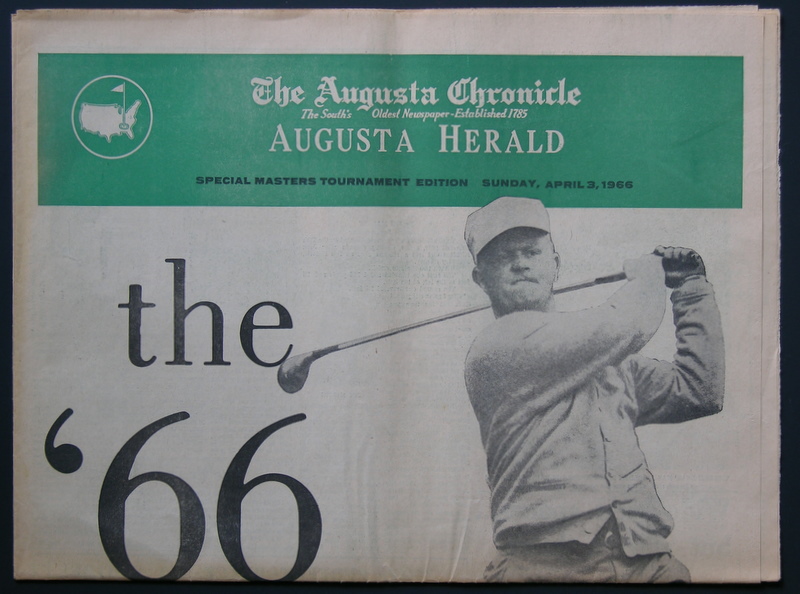 The Augusta Chronicle
The South's Oldest Newspaper-Established 1785
AUGUSTA HERALD
SPECIAL MASTERS TOURNAMENT EDITION SUNDAY, APRIL 3, 1966
the
‘66